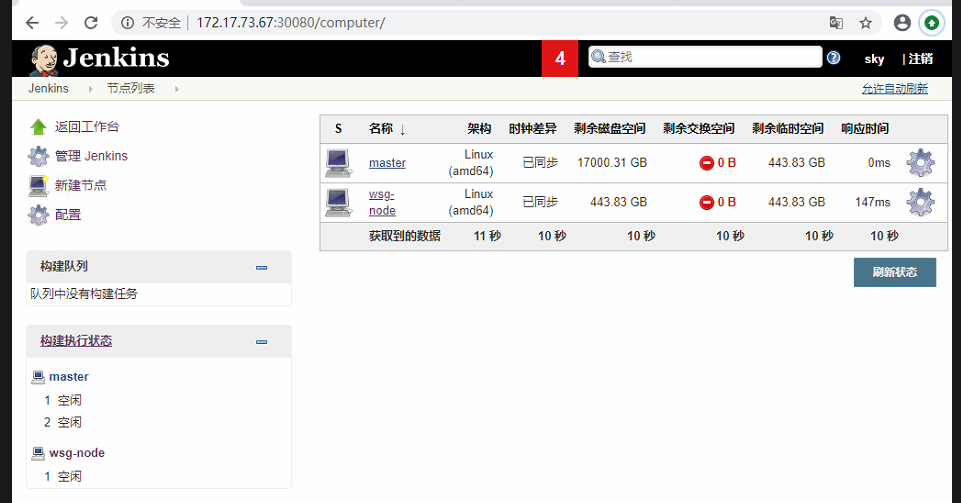 不安全 | 172.17.73.67:30080/computer/
Jenkins
4
查找
sky
| 注销
Jenkins
节点列表
允许自动刷新
返回工作台
管理 Jenkins
新建节点
配置
构建队列
队列中没有构建任务
构建执行状态
master
1 空闲
2 空闲
wsg-node
1 空闲
S 名称 ↓ 架构 时钟差异 剩余磁盘空间 剩余交换空间 剩余临时空间 响应时间
master Linux (amd64) 已同步 17000.31 GB 0 B 443.83 GB 0ms
wsg-node Linux (amd64) 已同步 443.83 GB 0 B 443.83 GB 147ms
获取到的数据 11 秒 10 秒 10 秒 10 秒 10 秒 10 秒
刷新状态